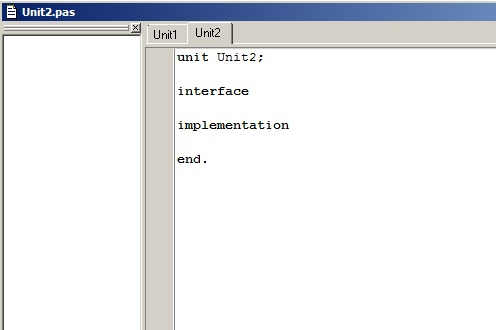 Unit2.pas
Unit1 Unit2
unit Unit2;
interface
implementation
end.